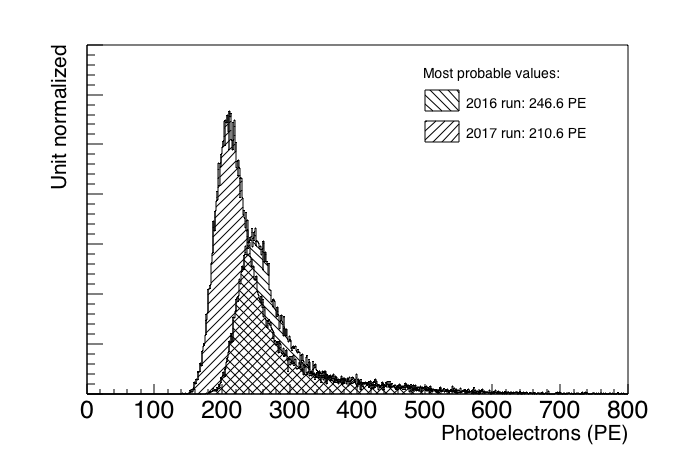 Unit normalized
Most probable values:
2016 run: 246.6 PE
2017 run: 210.6 PE
0 100 200 300 400 500 600 700 800
Photoelectrons (PE)